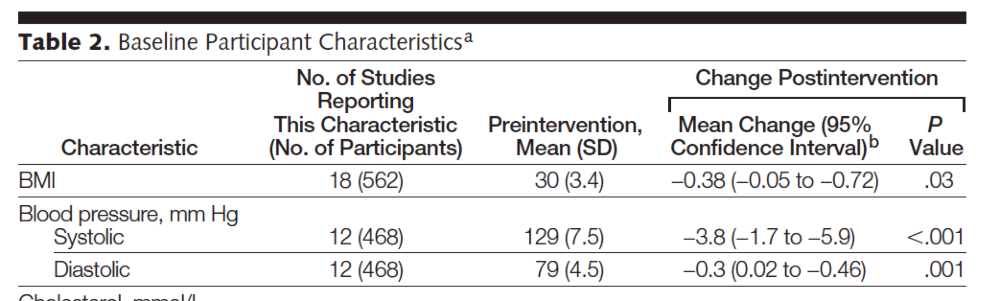 Table 2. Baseline Participant Characteristicsᵃ
No. of Studies
Reporting
This Characteristic
(No. of Participants)
Characteristic
Preintervention,
Mean (SD)
Change Postintervention
Mean Change (95%
Confidence Interval)ᵇ
P
Value
BMI 18 (562) 30 (3.4) –0.38 (–0.05 to –0.72) .03
Blood pressure, mm Hg
Systolic 12 (468) 129 (7.5) –3.8 (–1.7 to –5.9) <.001
Diastolic 12 (468) 79 (4.5) –0.3 (0.02 to –0.46) .001
Cholesterol, mmol/L